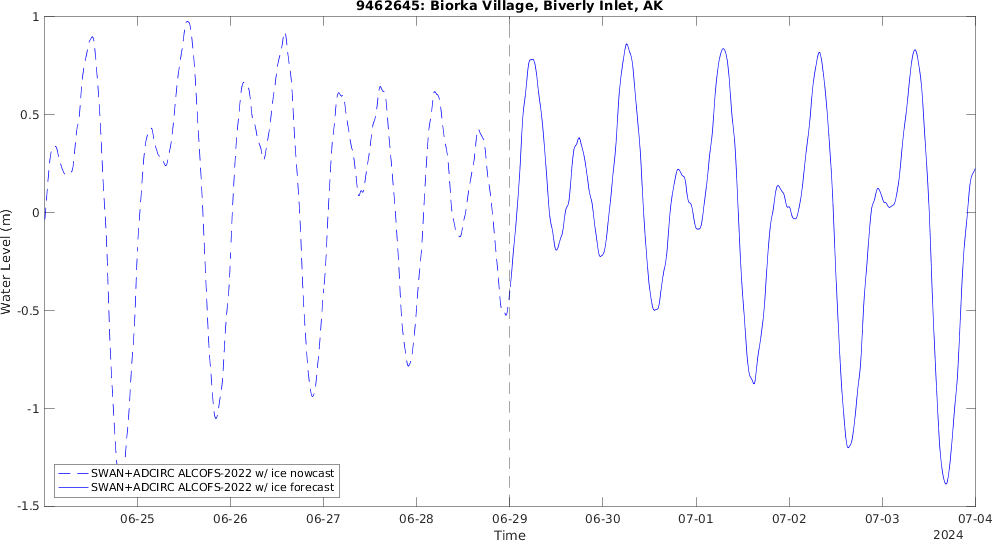 9462645: Biorka Village, Biverly Inlet, AK
1
0.5
0
-0.5
-1
-1.5
Water Level (m)
SWAN+ADCIRC ALCOFS-2022 w/ ice nowcast
SWAN+ADCIRC ALCOFS-2022 w/ ice forecast
06-25 06-26 06-27 06-28 06-29 06-30 07-01 07-02 07-03 07-04
Time
2024